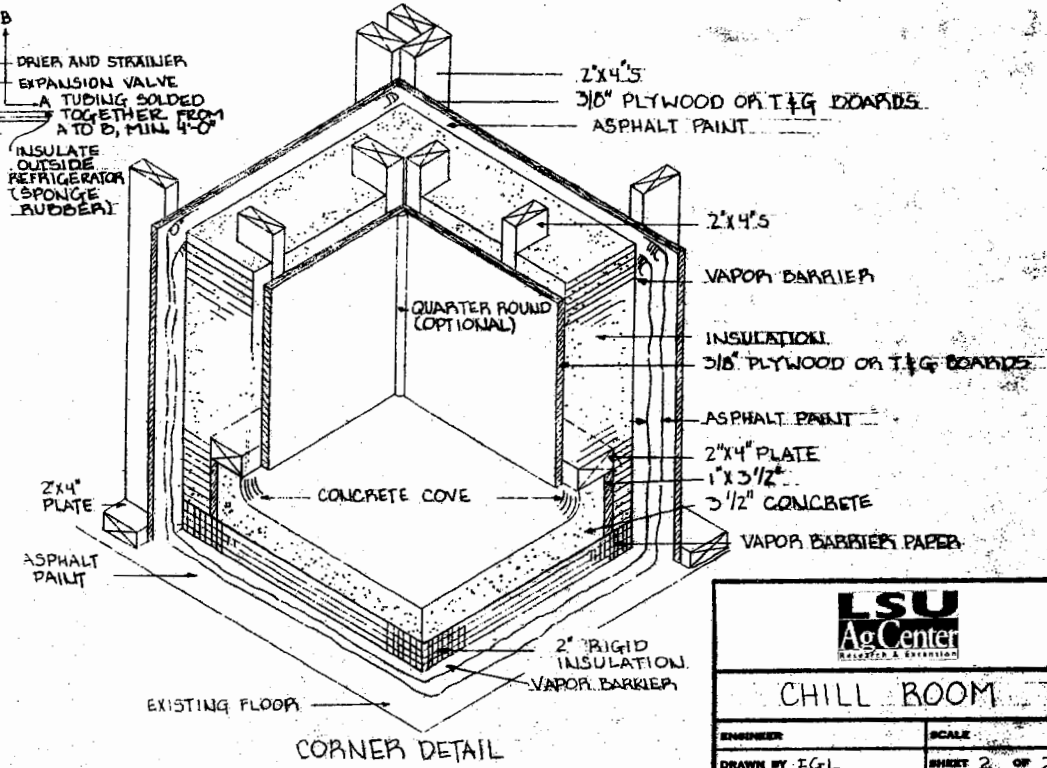 B
DRIER AND STRAINER
EXPANSION VALVE
A TUBING SOLDED
TOGETHER FROM
A TO B, MIN. 4'-0"
INSULATE
OUTSIDE
REFRIGERATOR
(SPONGE
RUBBER)
2"X4"S
3/8" PLYWOOD OR T&G BOARDS
ASPHALT PAINT
2"X4"S
VAPOR BARRIER
QUARTER ROUND
(OPTIONAL)
INSULATION
3/8" PLYWOOD OR T&G BOARDS
ASPHALT PAINT
2"X4" PLATE
1"X3 1/2"
3 1/2" CONCRETE
CONCRETE COVE
2"X4"
PLATE
VAPOR BARRIER PAPER
ASPHALT
PAINT
2" RIGID
INSULATION
VAPOR BARRIER
EXISTING FLOOR
CORNER DETAIL
LSU
AgCenter
Research & Extension
CHILL ROOM
ENGINEER
SCALE
DRAWN BY
SHEET 2 OF 2